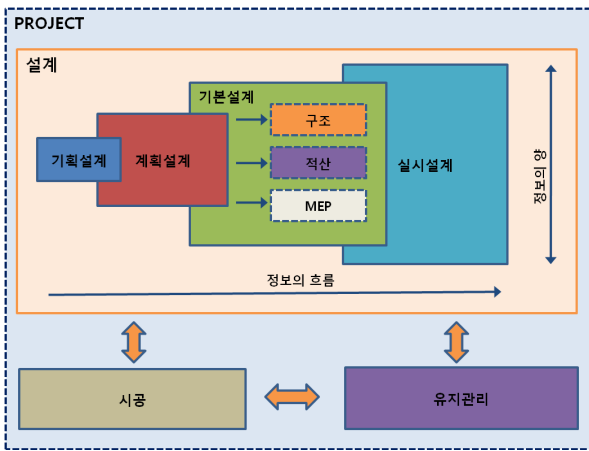 PROJECT
설계
기본설계
구조
기획설계
계획설계
적산
실시설계
MEP
정보의 양
정보의 흐름
시공
유지관리